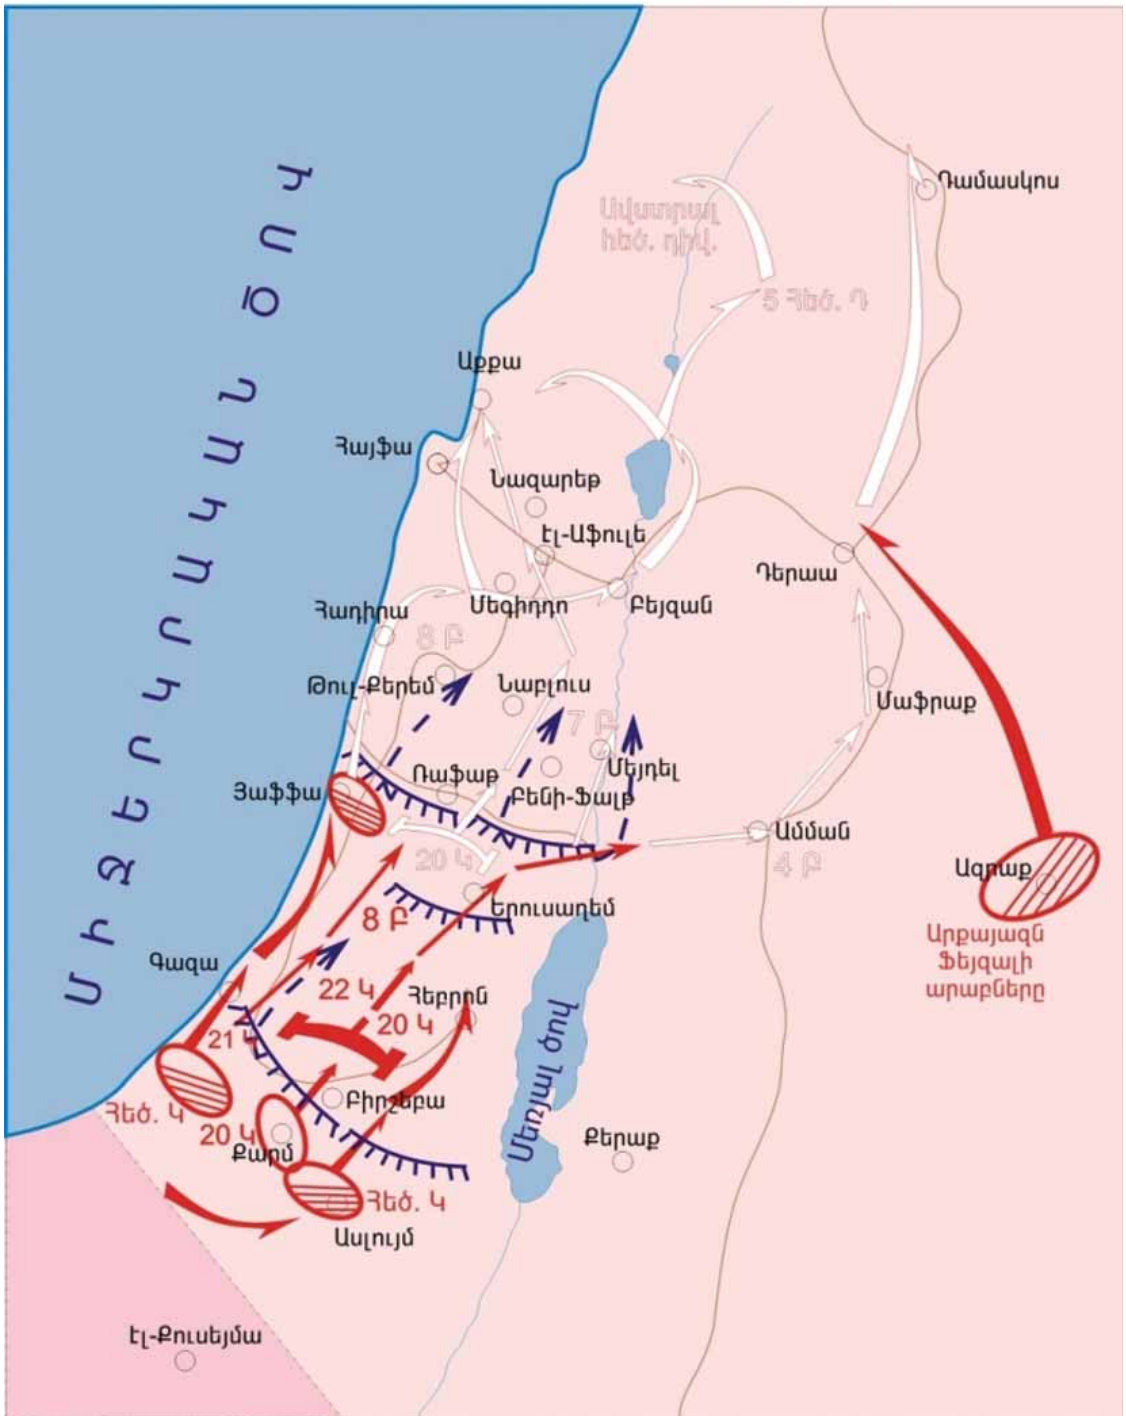 ՄԻՋԵՐԿՐԱԿԱՆ ԾՈՎ
Դամասկոս
Ավստրալ
հեծ. դիվ.
5 Հեծ. Դ
Աքքա
Հայֆա
Նազարեթ
էլ-Աֆուլե
Դերաա
Մեգիդդո
Բեյզան
Հադիրա
8 Բ
Թուլ-Քերեմ
Նաբլուս
Մաֆրաք
7 Բ
Մեյդել
Յաֆֆա
Ռաֆաթ
Բենի-Ֆալթ
Ամման
20 Կ
4 Բ
Ազրաք
Երուսաղեմ
8 Բ
Արքայազն
Ֆեյզալի
արաբները
Գազա
22 Կ
Հեբրոն
20 Կ
21 Կ
Մեռյալ ծով
Բիրշեբա
Հեծ. Կ
20 Կ
Քարմ
Քերաք
Հեծ. Կ
Ասլույմ
էլ-Քուսեյմա